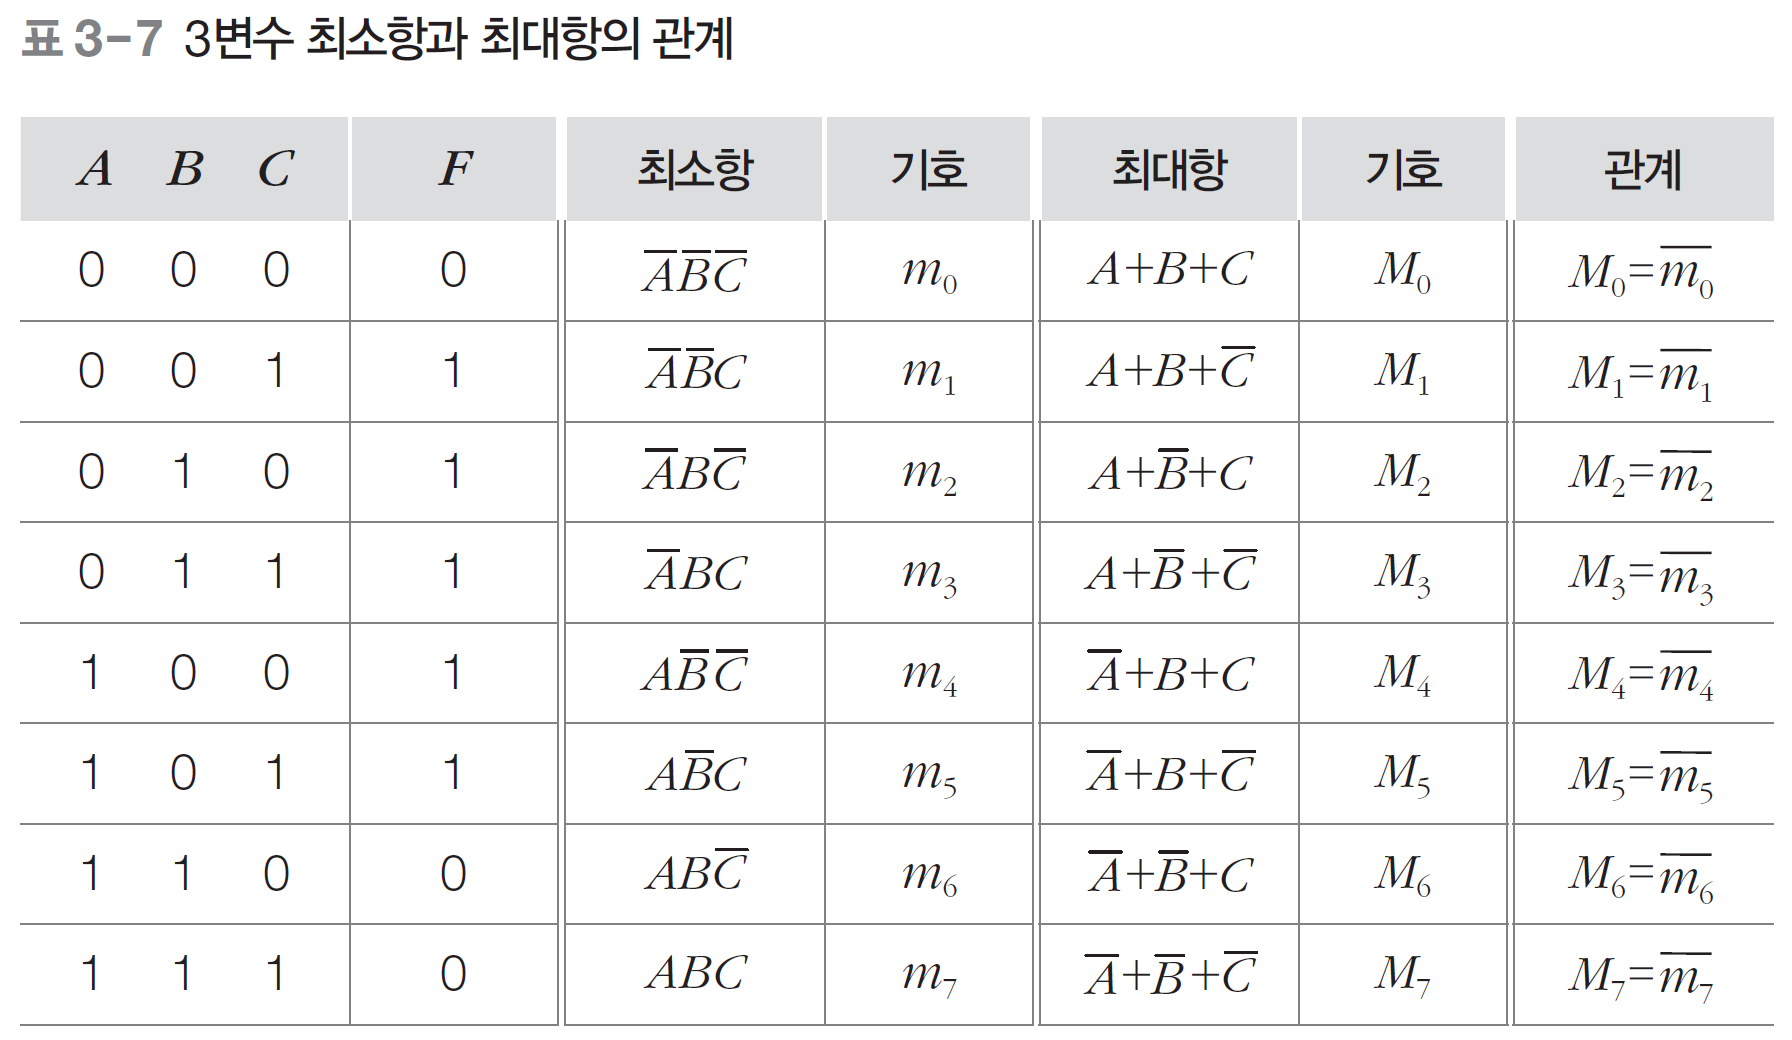 표 3-7 3변수 최소항과 최대항의 관계
A B C F 최소항 기호 최대항 기호 관계
0 0 0 0 A̅B̅C̅ m₀ A+B+C M₀ M₀=m̅₀
0 0 1 1 A̅B̅C m₁ A+B+C̅ M₁ M₁=m̅₁
0 1 0 1 A̅BC̅ m₂ A+B̅+C M₂ M₂=m̅₂
0 1 1 1 A̅BC m₃ A+B̅+C̅ M₃ M₃=m̅₃
1 0 0 1 AB̅C̅ m₄ A̅+B+C M₄ M₄=m̅₄
1 0 1 1 AB̅C m₅ A̅+B+C̅ M₅ M₅=m̅₅
1 1 0 0 ABC̅ m₆ A̅+B̅+C M₆ M₆=m̅₆
1 1 1 0 ABC m₇ A̅+B̅+C̅ M₇ M₇=m̅₇